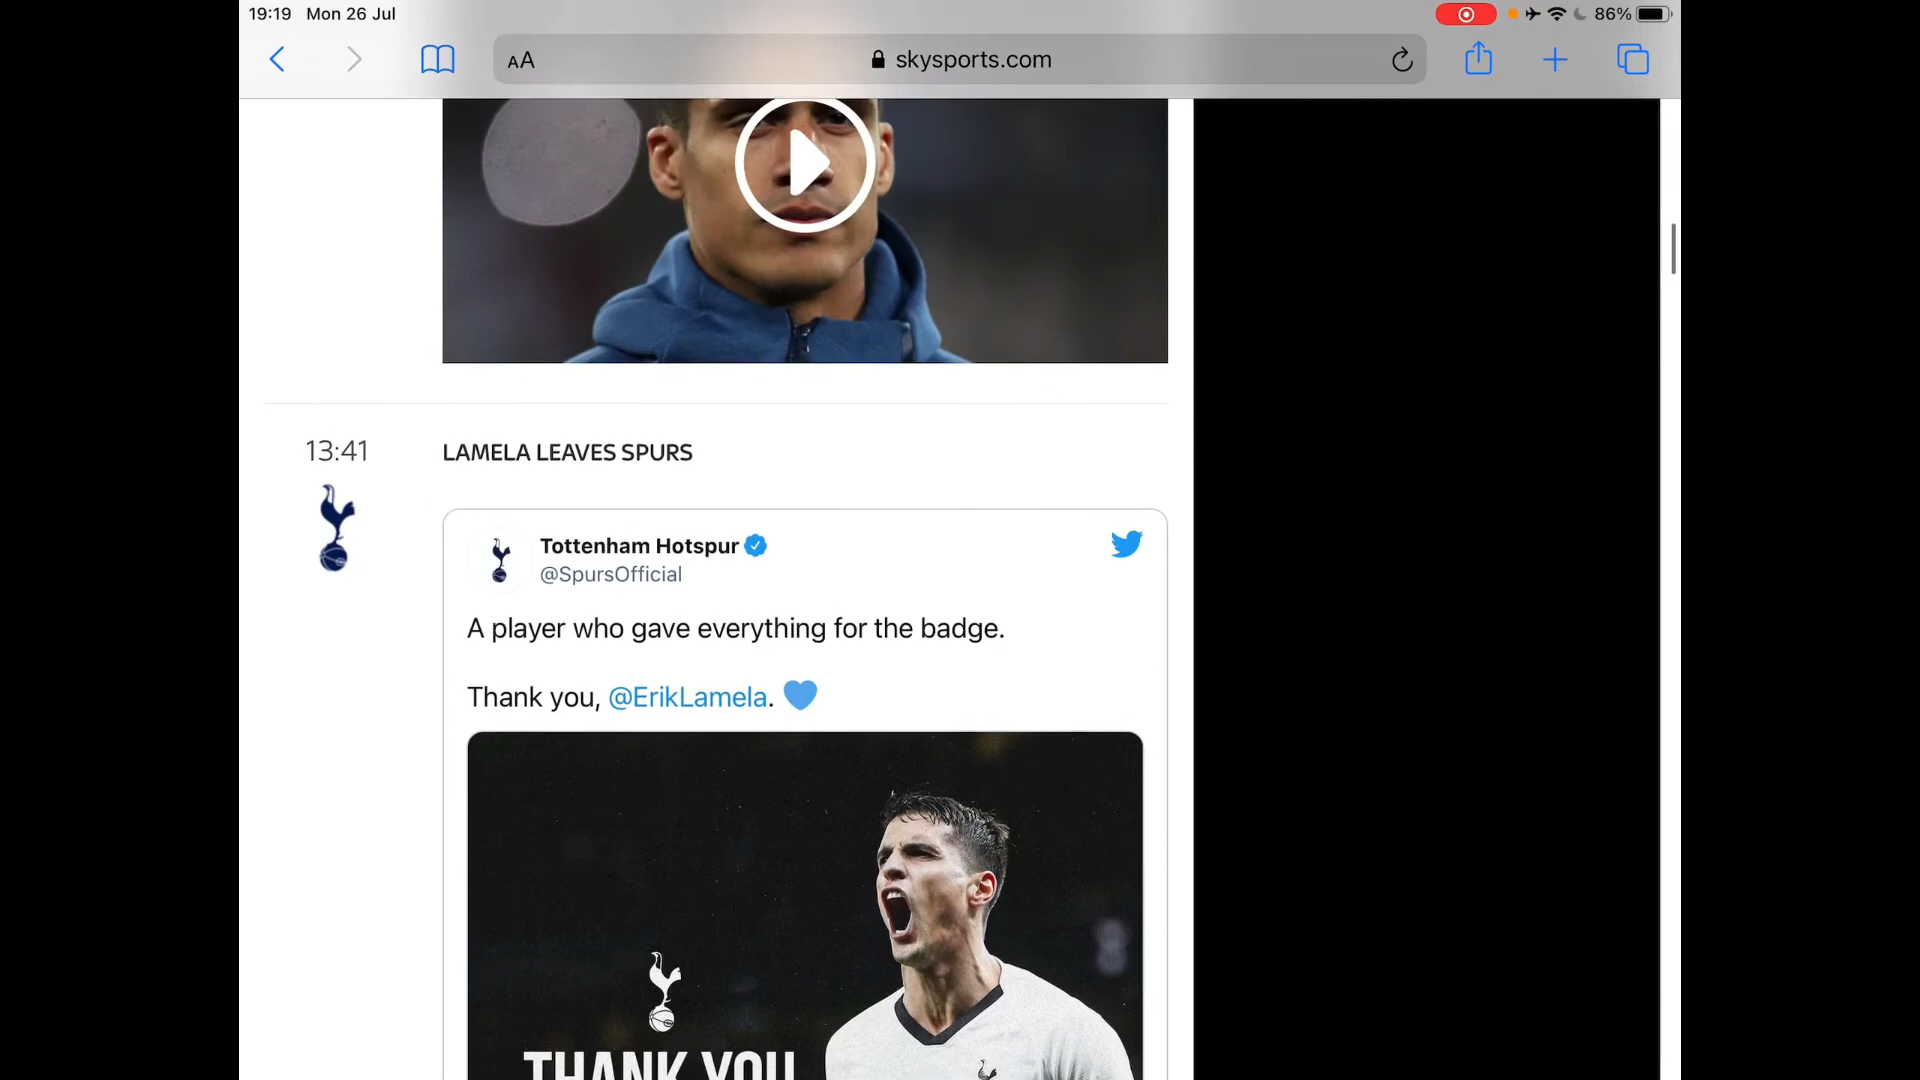 19:19 Mon 26 Jul
86%
AA
skysports.com
13:41
LAMELA LEAVES SPURS
Tottenham Hotspur
@SpursOfficial
A player who gave everything for the badge.
Thank you, @ErikLamela. 💙
THANK YOU